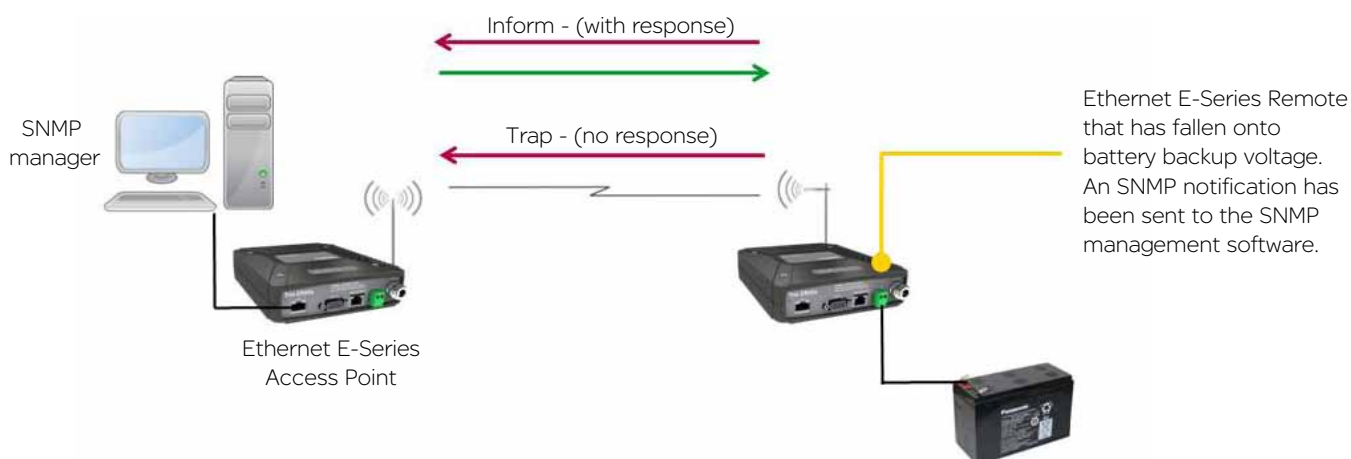 Inform - (with response)
Trap - (no response)
SNMP
manager
Ethernet E-Series Remote
that has fallen onto
battery backup voltage.
An SNMP notification has
been sent to the SNMP
management software.
Ethernet E-Series
Access Point
Panasonic